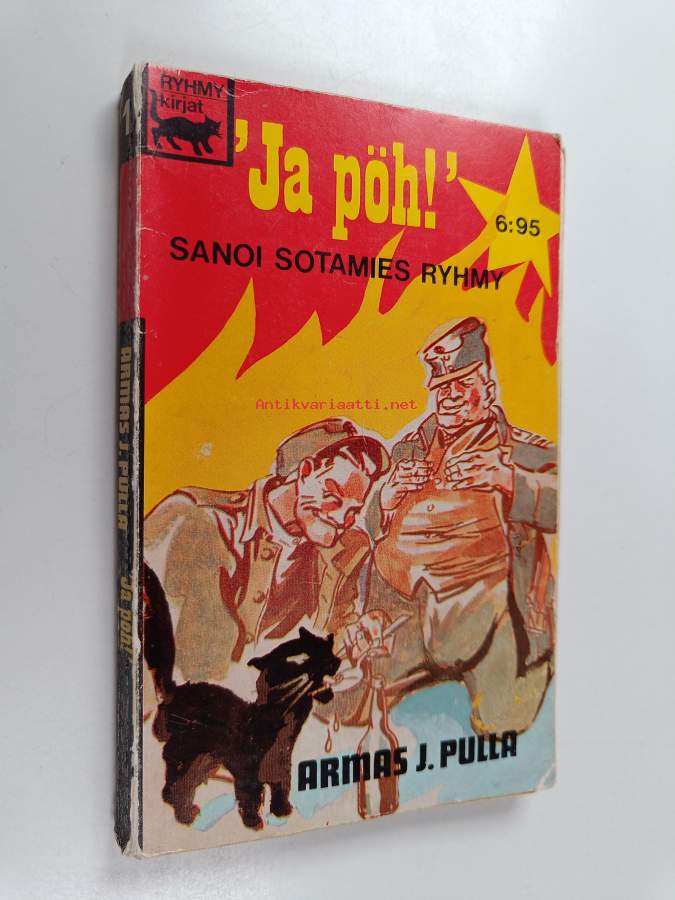 RYHMY
kirjat
'Ja pöh!'
6:95
SANOI SOTAMIES RYHMY
Antikvariaatti.net
ARMAS J. PULLA
ARMAS J. PULLA 'Ja pöh!'